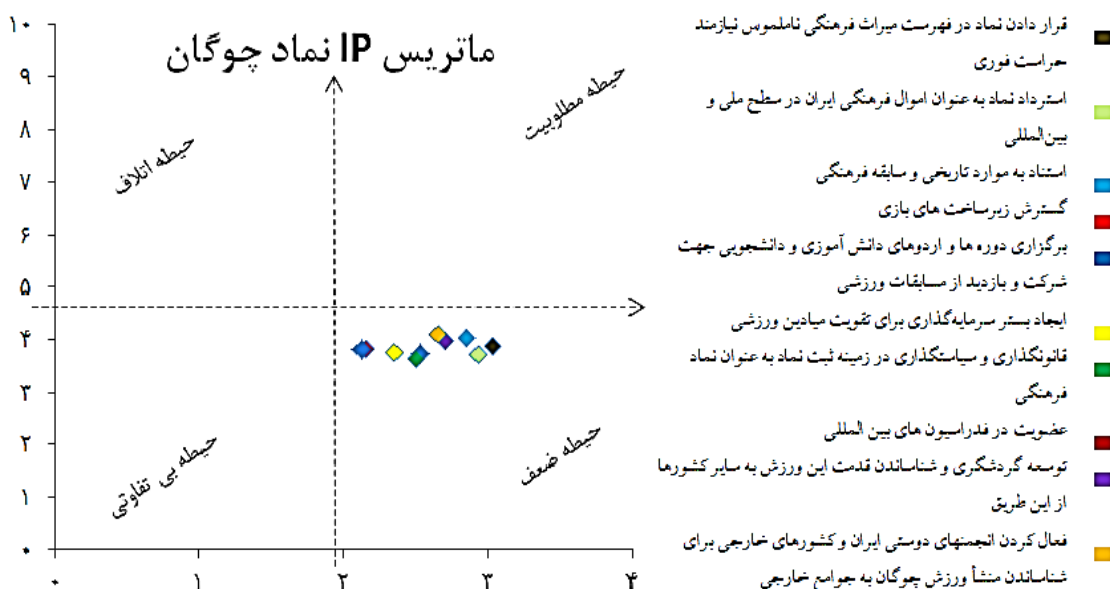 ماتریس IP نماد چوگان
۱۰
۹
۸
۷
۶
۵
۴
۳
۲
۱
۰
۰
۱
۲
۳
۴
حیطه مطلوبیت
حیطه اتلاف
حیطه بی تفاوتی
حیطه ضعف
قرار دادن نماد در فهرست میراث فرهنگی ناملموس نیازمند
حراست فوری
استرداد نماد به عنوان اموال فرهنگی ایران در سطح ملی و
بین‌المللی
استناد به موارد تاریخی و سابقه فرهنگی
گسترش زیرساخت های بازی
برگزاری دوره ها و اردوهای دانش آموزی و دانشجویی جهت
شرکت و بازدید از مسابقات ورزشی
ایجاد بستر سرمایه‌گذاری برای تقویت میادین ورزشی
قانونگذاری و سیاستگذاری در زمینه ثبت نماد به عنوان نماد
فرهنگی
عضویت در فدراسیون های بین المللی
توسعه گردشگری و شناساندن قدمت این ورزش به سایر کشورها
از این طریق
فعال کردن انجمنهای دوستی ایران و کشورهای خارجی برای
شناساندن منشأ ورزش چوگان به جوامع خارجی